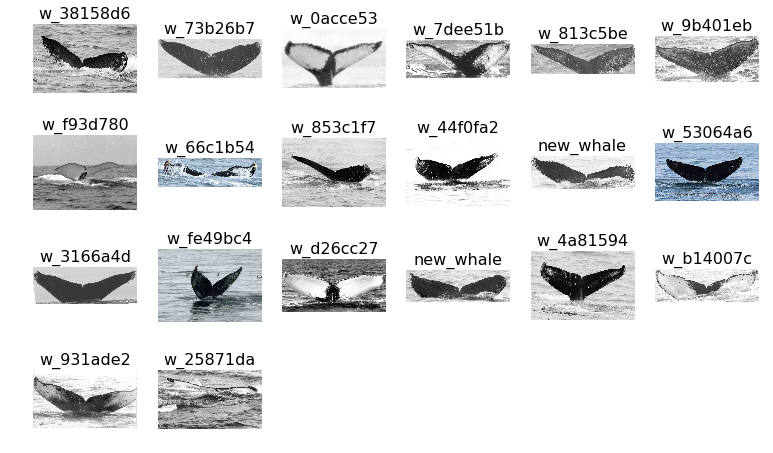 w_38158d6
w_73b26b7
w_0acce53
w_7dee51b
w_813c5be
w_9b401eb
w_f93d780
w_66c1b54
w_853c1f7
w_44f0fa2
new_whale
w_53064a6
w_3166a4d
w_fe49bc4
w_d26cc27
new_whale
w_4a81594
w_b14007c
w_931ade2
w_25871da